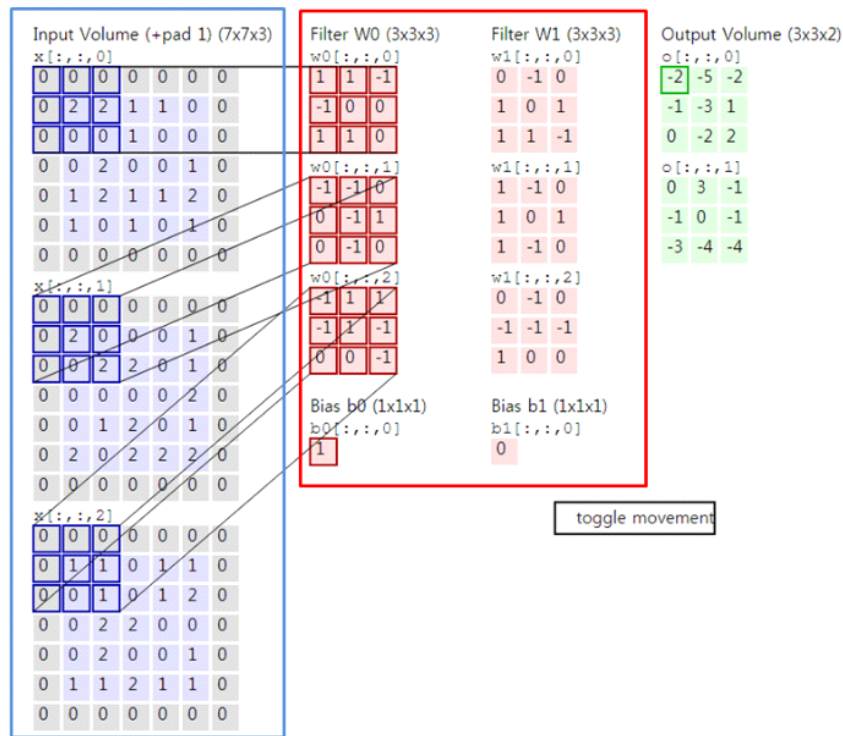 Input Volume (+pad 1) (7x7x3)
x[:,:,0]
0 0 0 0 0 0 0
0 2 2 1 1 0 0
0 0 0 1 0 0 0
0 0 2 0 0 1 0
0 1 2 1 1 2 0
0 1 0 1 0 1 0
0 0 0 0 0 0 0
x[:,:,1]
0 0 0 0 0 0 0
0 2 0 0 0 1 0
0 0 2 2 0 1 0
0 0 0 0 0 2 0
0 0 1 2 0 1 0
0 2 0 2 2 2 0
0 0 0 0 0 0 0
x[:,:,2]
0 0 0 0 0 0 0
0 1 1 0 1 1 0
0 0 1 0 1 2 0
0 0 2 2 0 0 0
0 0 2 0 0 1 0
0 1 1 2 1 1 0
0 0 0 0 0 0 0
Filter W0 (3x3x3)
w0[:,:,0]
1 1 -1
-1 0 0
1 1 0
w0[:,:,1]
-1 -1 0
0 -1 1
0 -1 0
w0[:,:,2]
-1 1 1
-1 1 -1
0 0 -1
Bias b0 (1x1x1)
b0[:,:,0]
1
Filter W1 (3x3x3)
w1[:,:,0]
0 -1 0
1 0 1
1 1 -1
w1[:,:,1]
1 -1 0
1 0 1
1 -1 0
w1[:,:,2]
0 -1 0
-1 -1 -1
1 0 0
Bias b1 (1x1x1)
b1[:,:,0]
0
Output Volume (3x3x2)
o[:,:,0]
-2 -5 -2
-1 -3 1
0 -2 2
o[:,:,1]
0 3 -1
-1 0 -1
-3 -4 -4
toggle movement